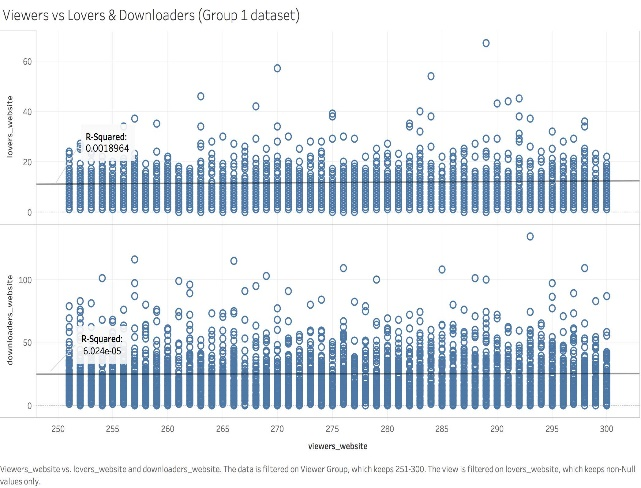 Viewers vs Lovers & Downloaders (Group 1 dataset)
60
40
20
0
lovers_website
R-Squared:
0.0018964
100
50
0
downloaders_website
R-Squared:
6.024e-05
250 255 260 265 270 275 280 285 290 295 300
viewers_website
Viewers_website vs. lovers_website and downloaders_website. The data is filtered on Viewer Group, which keeps 251-300. The view is filtered on lovers_website, which keeps non-Null
values only.